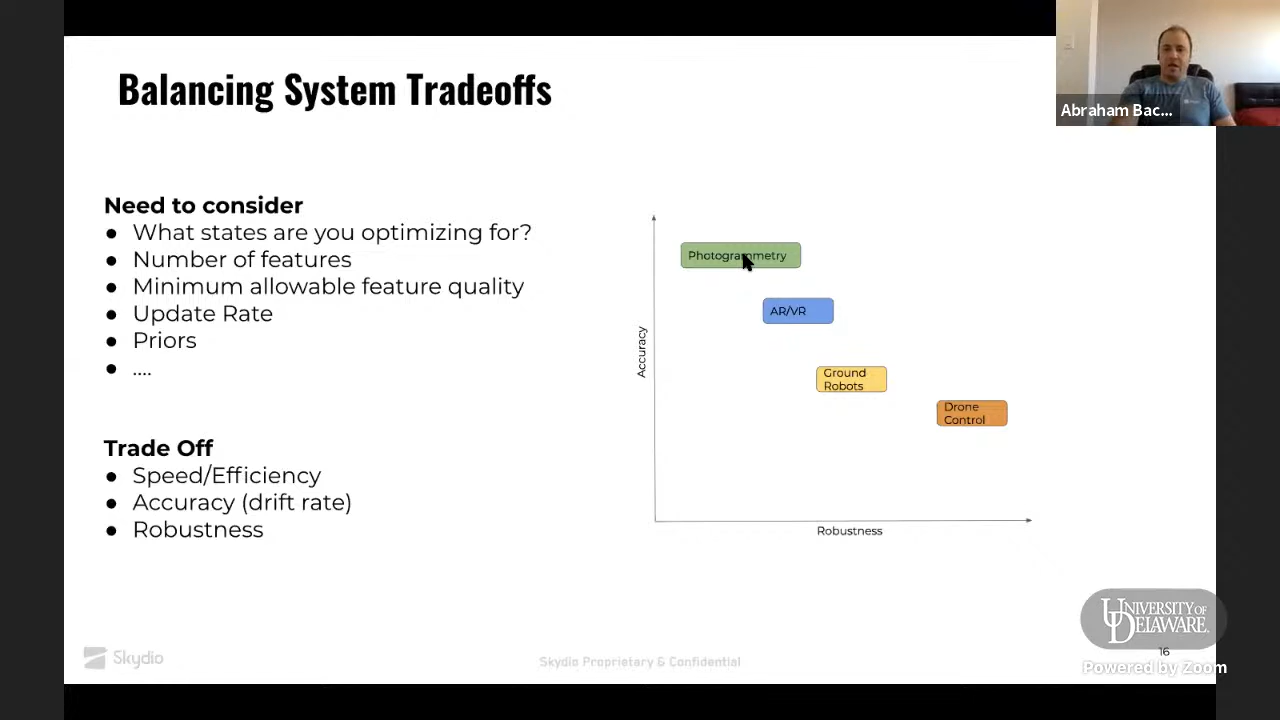 Balancing System Tradeoffs
Abraham Bac...
Need to consider
● What states are you optimizing for?
● Number of features
● Minimum allowable feature quality
● Update Rate
● Priors
● ....
Trade Off
● Speed/Efficiency
● Accuracy (drift rate)
● Robustness
Accuracy
Photogrammetry
AR/VR
Ground
Robots
Drone
Control
Robustness
UNIVERSITY OF
DELAWARE.
Skydio
Skydio Proprietary & Confidential
16
Powered by Zoom